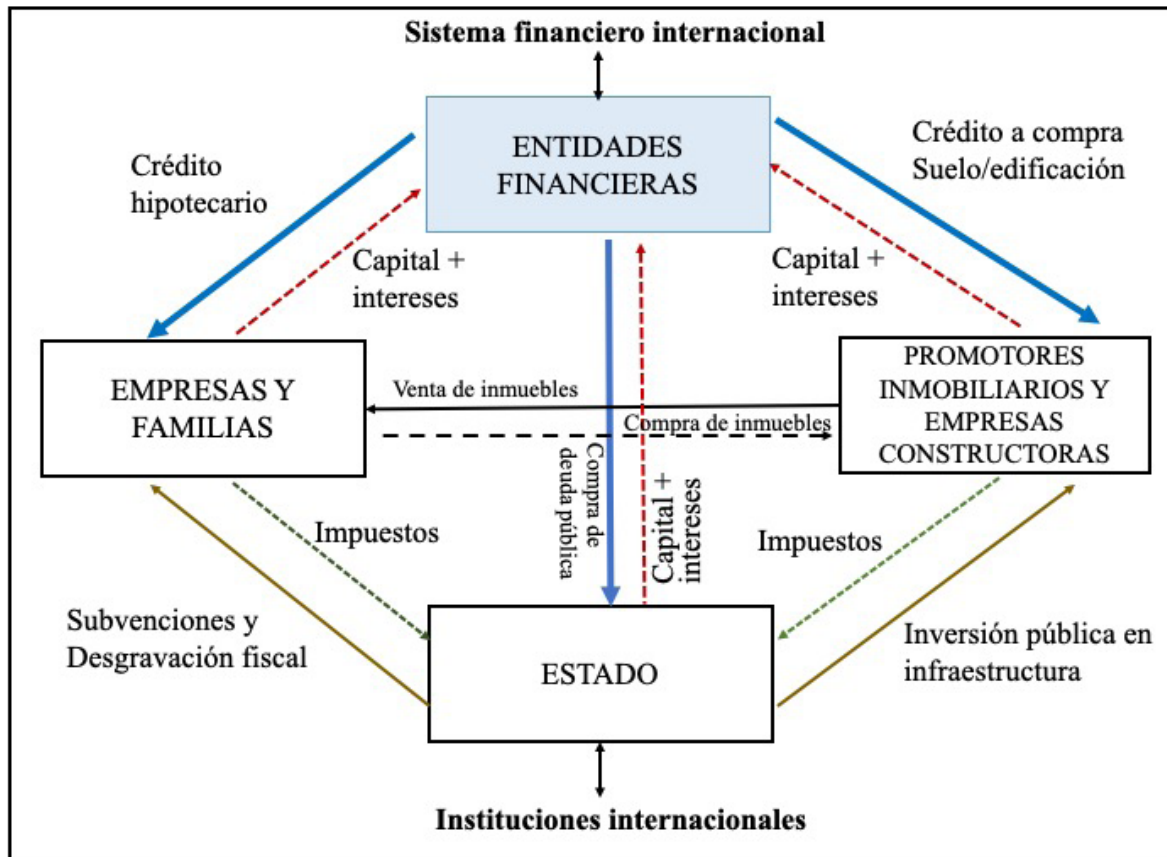 Sistema financiero internacional
ENTIDADES
FINANCIERAS
Crédito
hipotecario
Crédito a compra
Suelo/edificación
Capital +
intereses
Capital +
intereses
EMPRESAS Y
FAMILIAS
Venta de inmuebles
Compra de inmuebles
PROMOTORES
INMOBILIARIOS Y
EMPRESAS
CONSTRUCTORAS
Compra de
deuda pública
Capital +
intereses
Impuestos
Impuestos
Subvenciones y
Desgravación fiscal
ESTADO
Inversión pública en
infraestructura
Instituciones internacionales